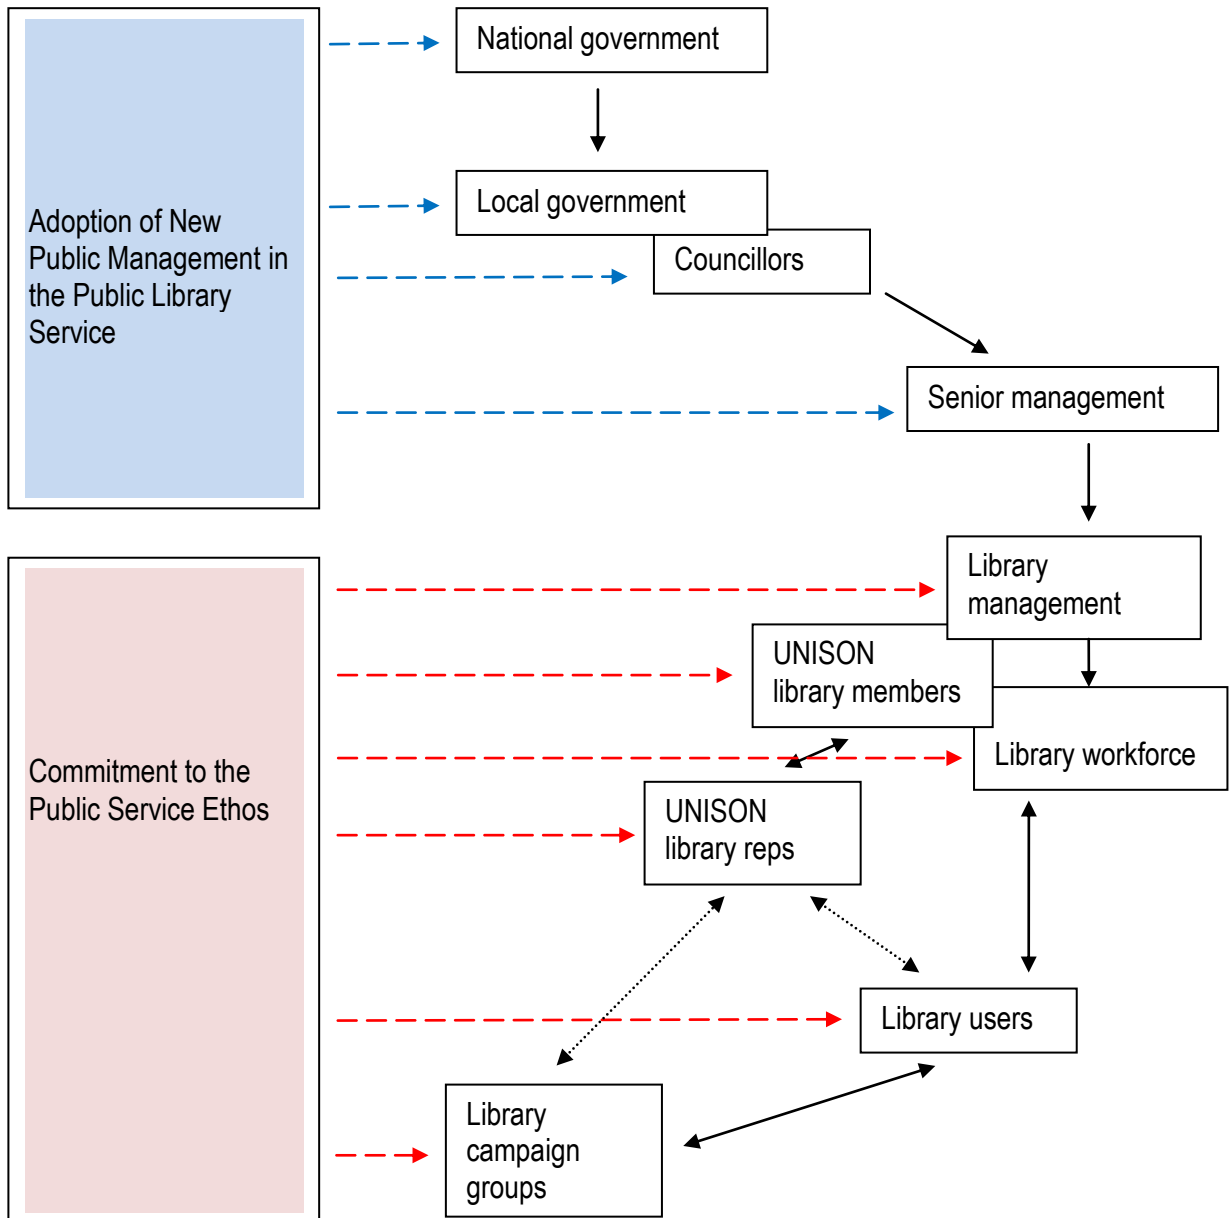 National government
Local government
Adoption of New
Public Management in
the Public Library
Service
Councillors
Senior management
Library
management
UNISON
library members
Library workforce
Commitment to the
Public Service Ethos
UNISON
library reps
Library users
Library
campaign
groups